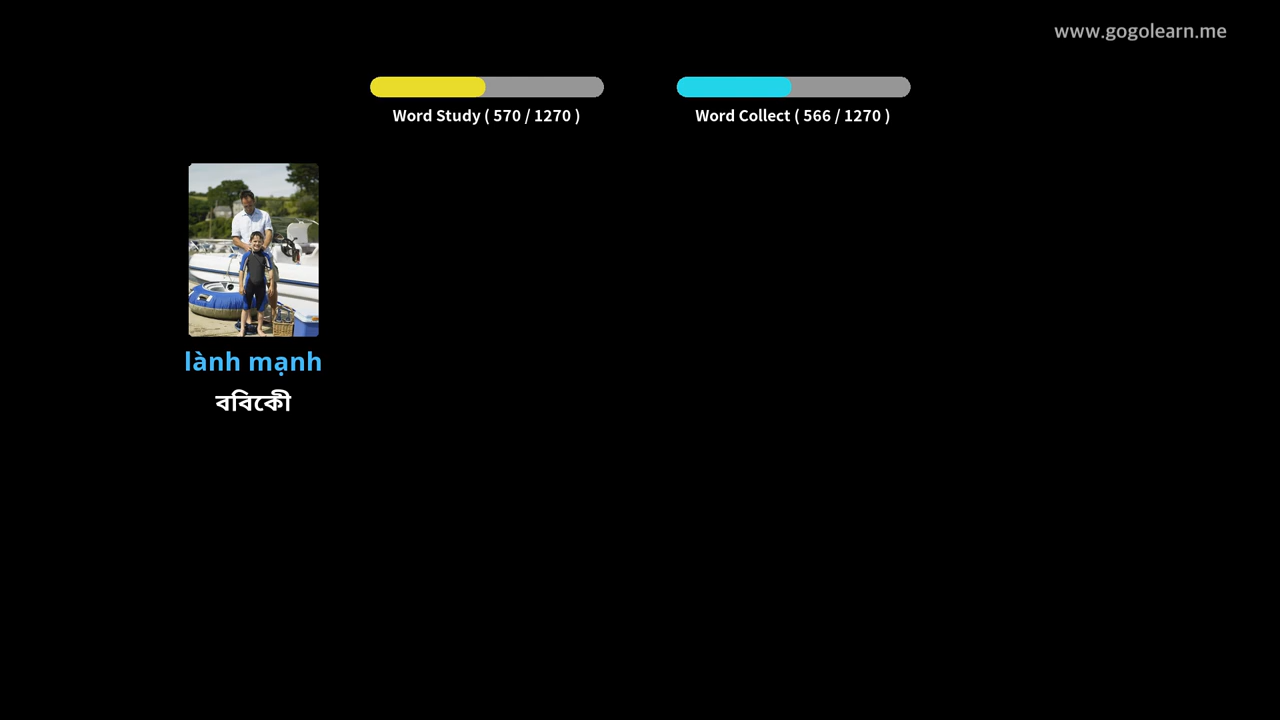 www.gogolearn.me
Word Study ( 570 / 1270 )
Word Collect ( 566 / 1270 )
lành mạnh
ববিকেী